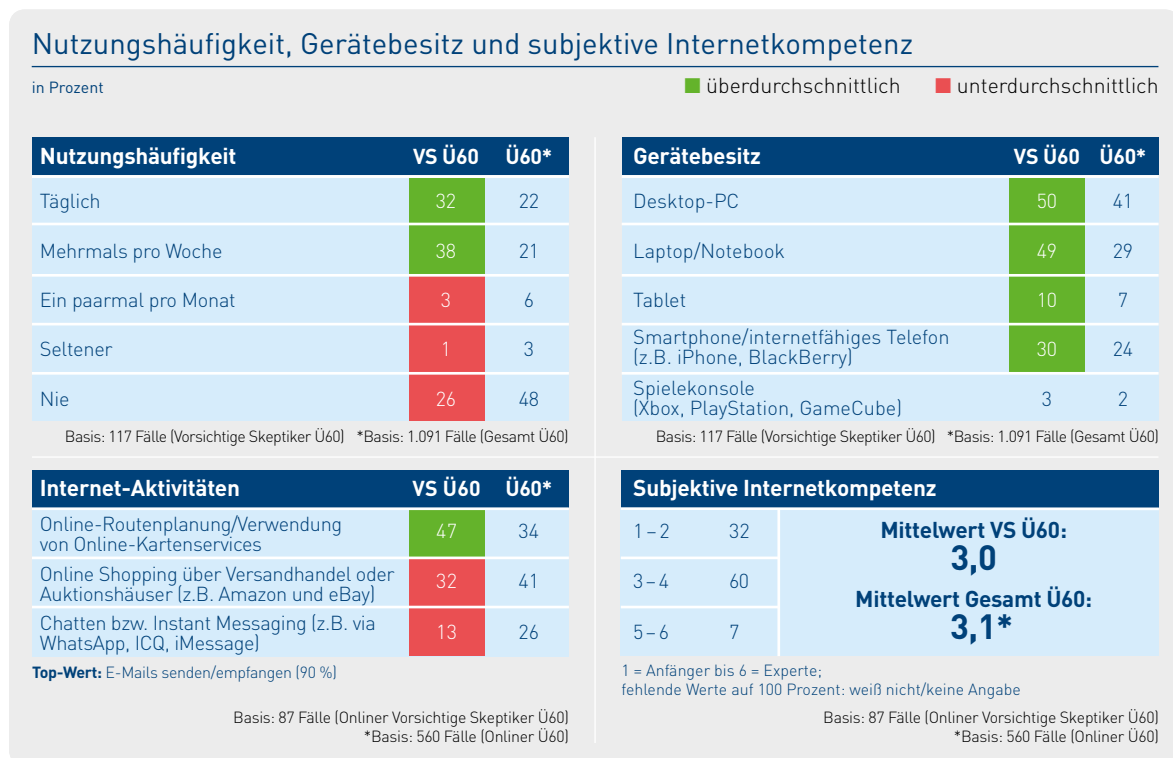 Nutzungshäufigkeit, Gerätebesitz und subjektive Internetkompetenz
in Prozent
überdurchschnittlich unterdurchschnittlich
Nutzungshäufigkeit VS Ü60 Ü60*
Täglich 32 22
Mehrmals pro Woche 38 21
Ein paarmal pro Monat 3 6
Seltener 1 3
Nie 26 48
Basis: 117 Fälle (Vorsichtige Skeptiker Ü60) *Basis: 1.091 Fälle (Gesamt Ü60)
Gerätebesitz VS Ü60 Ü60*
Desktop-PC 50 41
Laptop/Notebook 49 29
Tablet 10 7
Smartphone/internetfähiges Telefon
(z.B. iPhone, BlackBerry) 30 24
Spielekonsole
(Xbox, PlayStation, GameCube) 3 2
Basis: 117 Fälle (Vorsichtige Skeptiker Ü60) *Basis: 1.091 Fälle (Gesamt Ü60)
Internet-Aktivitäten VS Ü60 Ü60*
Online-Routenplanung/Verwendung
von Online-Kartenservices 47 34
Online Shopping über Versandhandel oder
Auktionshäuser (z.B. Amazon und eBay) 32 41
Chatten bzw. Instant Messaging (z.B. via
WhatsApp, ICQ, iMessage) 13 26
Top-Wert: E-Mails senden/empfangen (90 %)
Basis: 87 Fälle (Onliner Vorsichtige Skeptiker Ü60)
*Basis: 560 Fälle (Onliner Ü60)
Subjektive Internetkompetenz
1 – 2 32
3 – 4 60
5 – 6 7
Mittelwert VS Ü60:
3,0
Mittelwert Gesamt Ü60:
3,1*
1 = Anfänger bis 6 = Experte;
fehlende Werte auf 100 Prozent: weiß nicht/keine Angabe
Basis: 87 Fälle (Onliner Vorsichtige Skeptiker Ü60)
*Basis: 560 Fälle (Onliner Ü60)